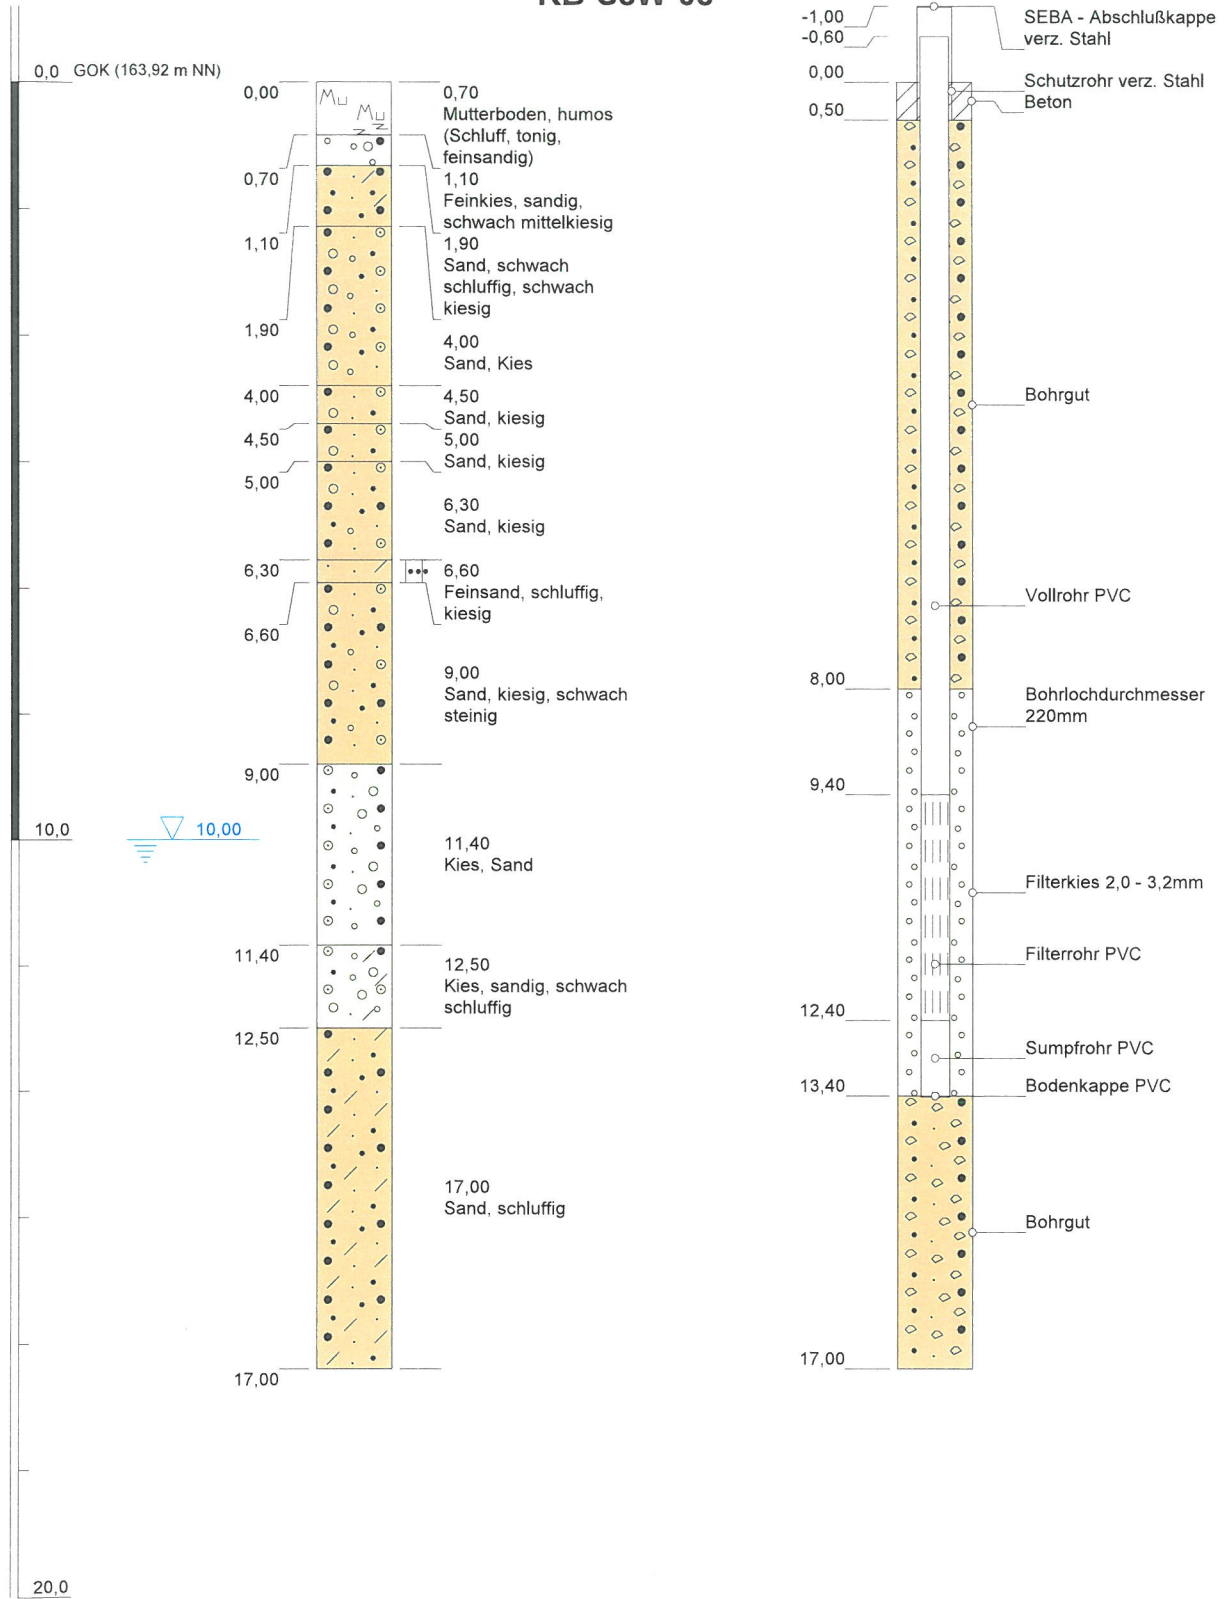 0,0 GOK (163,92 m NN)
10,0
20,0
10,00
0,00
0,70
1,10
1,90
4,00
4,50
5,00
6,30
6,60
9,00
11,40
12,50
17,00
Mu
Mu
0,70
Mutterboden, humos
(Schluff, tonig,
feinsandig)
1,10
Feinkies, sandig,
schwach mittelkiesig
1,90
Sand, schwach
schluffig, schwach
kiesig
4,00
Sand, Kies
4,50
Sand, kiesig
5,00
Sand, kiesig
6,30
Sand, kiesig
6,60
Feinsand, schluffig,
kiesig
9,00
Sand, kiesig, schwach
steinig
11,40
Kies, Sand
12,50
Kies, sandig, schwach
schluffig
17,00
Sand, schluffig
-1,00
-0,60
0,00
0,50
8,00
9,40
12,40
13,40
17,00
SEBA - Abschlußkappe
verz. Stahl
Schutzrohr verz. Stahl
Beton
Bohrgut
Vollrohr PVC
Bohrlochdurchmesser
220mm
Filterkies 2,0 - 3,2mm
Filterrohr PVC
Sumpfrohr PVC
Bodenkappe PVC
Bohrgut